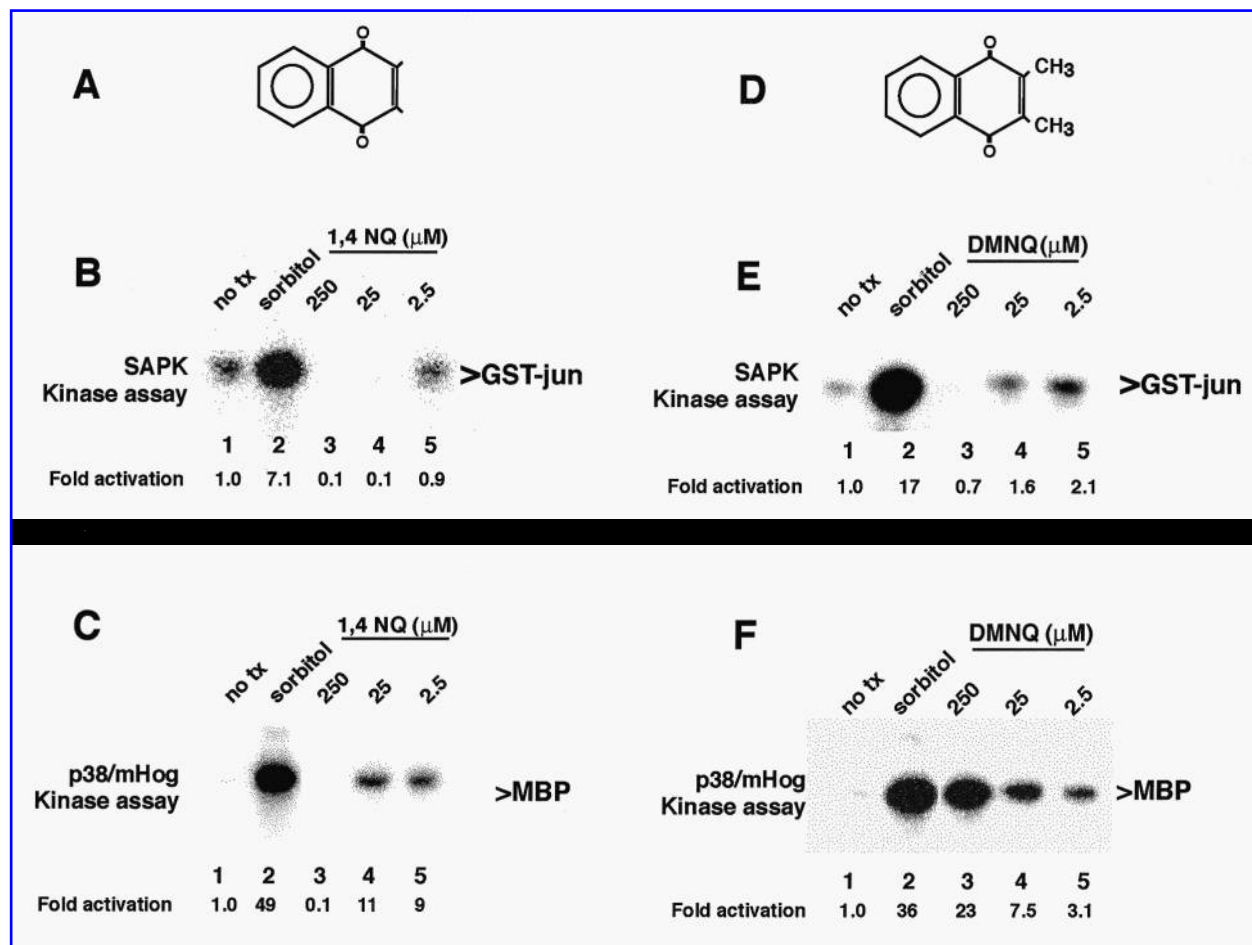 A
O
O
D
O
O
CH3
CH3
B
1,4 NQ (μM)
no tx sorbitol 250 25 2.5
SAPK
Kinase assay
>GST-jun
1 2 3 4 5
Fold activation 1.0 7.1 0.1 0.1 0.9
E
DMNQ(μM)
no tx sorbitol 250 25 2.5
SAPK
Kinase assay
>GST-jun
1 2 3 4 5
Fold activation 1.0 17 0.7 1.6 2.1
C
1,4 NQ (μM)
no tx sorbitol 250 25 2.5
p38/mHog
Kinase assay
>MBP
1 2 3 4 5
Fold activation 1.0 49 0.1 11 9
F
DMNQ (μM)
no tx sorbitol 250 25 2.5
p38/mHog
Kinase assay
>MBP
1 2 3 4 5
Fold activation 1.0 36 23 7.5 3.1